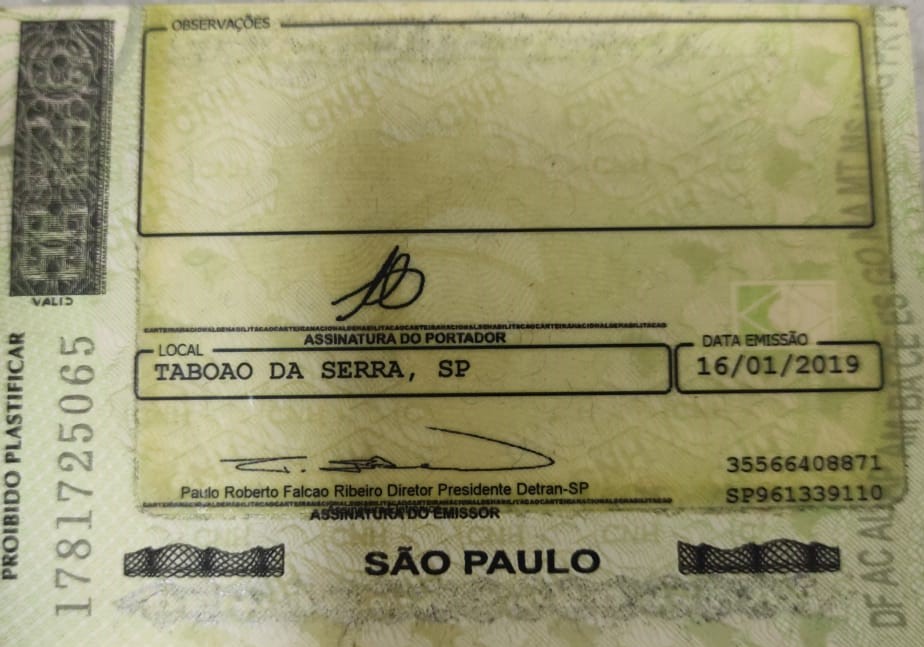 OBSERVAÇÕES
VALID
PROIBIDO PLASTIFICAR
1781725065
CARTEIRANACIONALDEHABILITACAOCARTEIRANACIONALDEHABILITACAOCARTEIRANACIONALDEHABILITACAO
ASSINATURA DO PORTADOR
LOCAL
TABOAO DA SERRA, SP
DATA EMISSÃO
16/01/2019
35566408871
Paulo Roberto Falcao Ribeiro Diretor Presidente Detran-SP
SP961339110
ASSINATURA DO EMISSOR
SÃO PAULO